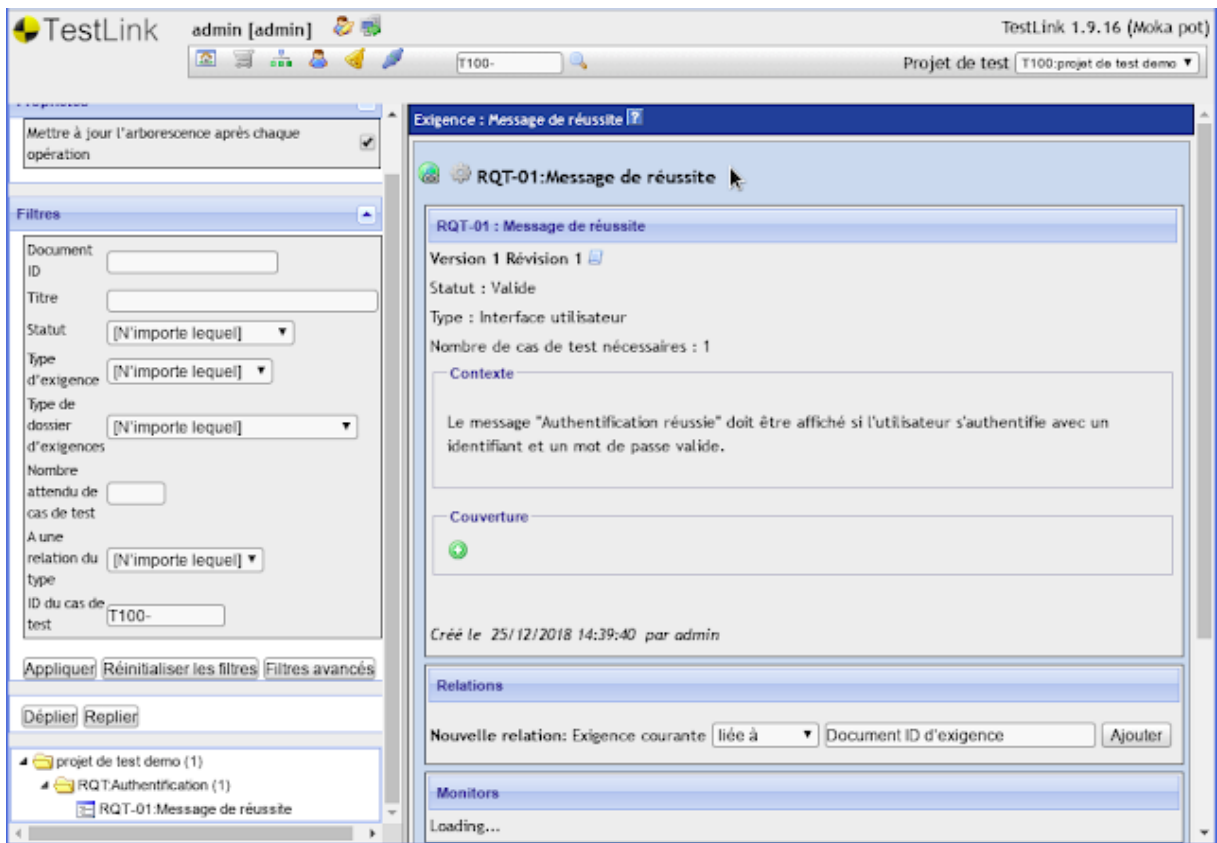 TestLink admin [admin] TestLink 1.9.16 (Moka pot)
T100- Projet de test T100:projet de test demo
Mettre à jour l'arborescence après chaque
opération
Filtres
Document
ID
Titre
Statut [N'importe lequel]
Type
d'exigence [N'importe lequel]
Type de
dossier
d'exigences [N'importe lequel]
Nombre
attendu de
cas de test
A une
relation du
type [N'importe lequel]
ID du cas de
test T100-
Appliquer Réinitialiser les filtres Filtres avancés
Déplier Replier
projet de test demo (1)
RQT:Authentification (1)
RQT-01:Message de réussite
Exigence : Message de réussite ?
RQT-01:Message de réussite
RQT-01 : Message de réussite
Version 1 Révision 1
Statut : Valide
Type : Interface utilisateur
Nombre de cas de test nécessaires : 1
Contexte
Le message "Authentification réussie" doit être affiché si l'utilisateur s'authentifie avec un
identifiant et un mot de passe valide.
Couverture
Créé le 25/12/2018 14:39:40 par admin
Relations
Nouvelle relation: Exigence courante liée à Document ID d'exigence Ajouter
Monitors
Loading...